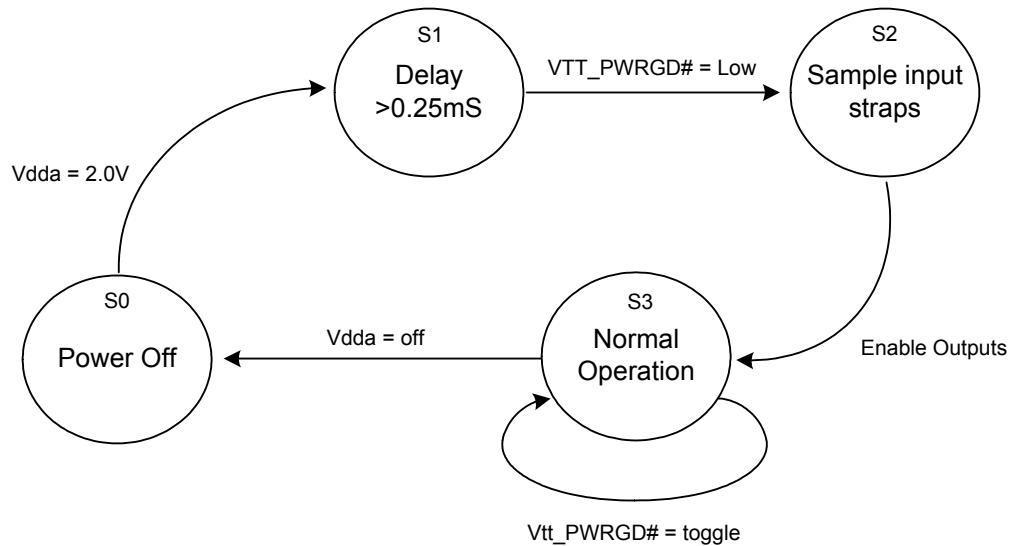 S1
Delay
>0.25mS
VTT_PWRGD# = Low
S2
Sample input
straps
Vdda = 2.0V
S0
Power Off
Vdda = off
S3
Normal
Operation
Enable Outputs
Vtt_PWRGD# = toggle